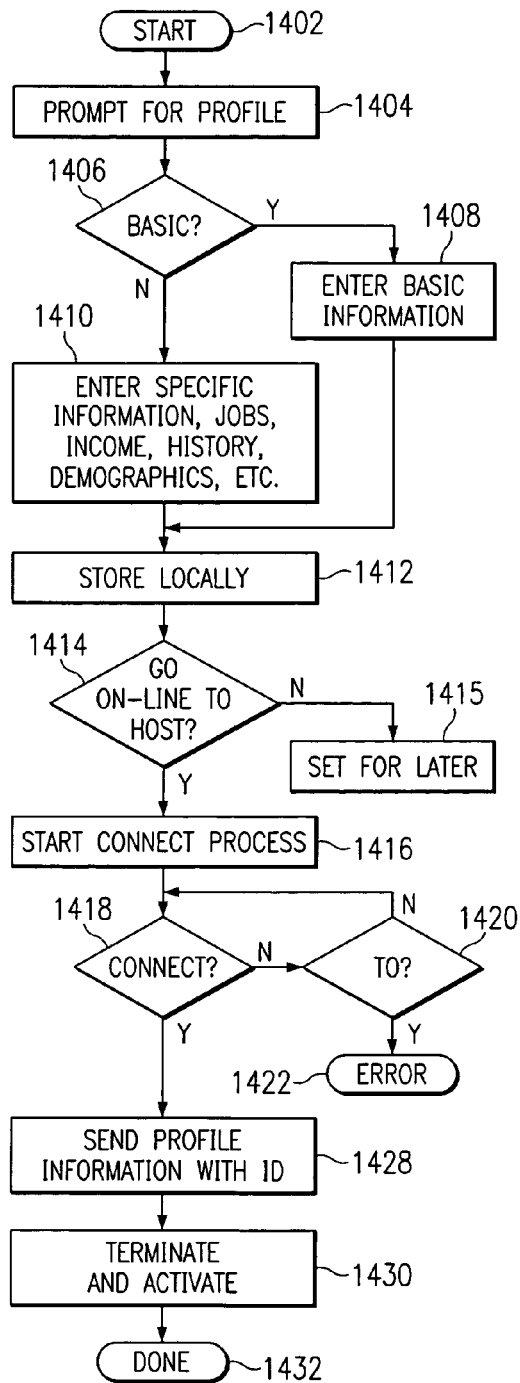 START
1402
PROMPT FOR PROFILE
1404
1406
BASIC?
Y
N
1408
ENTER BASIC
INFORMATION
1410
ENTER SPECIFIC
INFORMATION, JOBS,
INCOME, HISTORY,
DEMOGRAPHICS, ETC.
STORE LOCALLY
1412
1414
GO
ON-LINE TO
HOST?
N
Y
1415
SET FOR LATER
START CONNECT PROCESS
1416
1418
CONNECT?
N
Y
N
1420
TO?
Y
1422
ERROR
SEND PROFILE
INFORMATION WITH ID
1428
TERMINATE
AND ACTIVATE
1430
DONE
1432